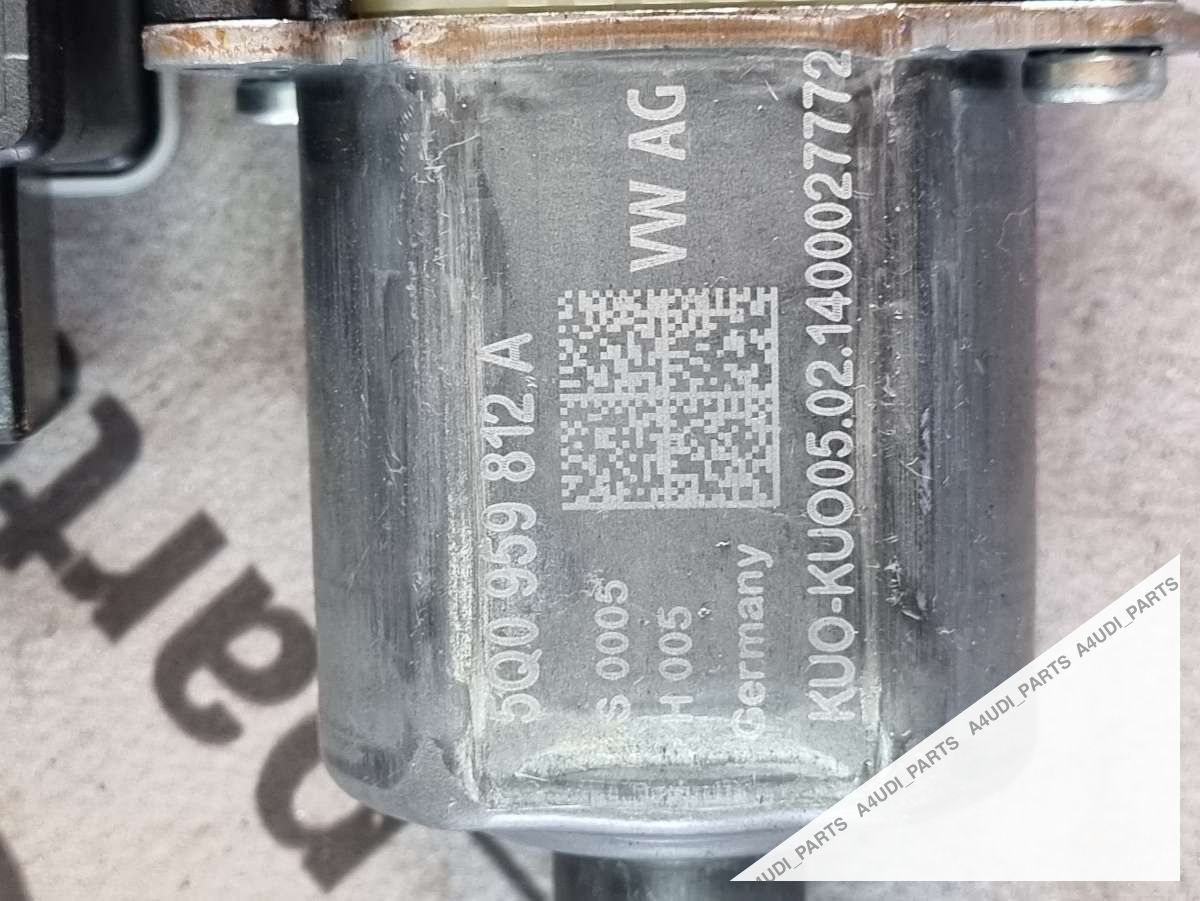 5Q0 959 812 A
S 0005
H 005
Germany
VW AG
KUO-KUO05.02.1400027772
A4UDI_PARTS A4UDI_PARTS A4UDI_PARTS A4UDI_PARTS